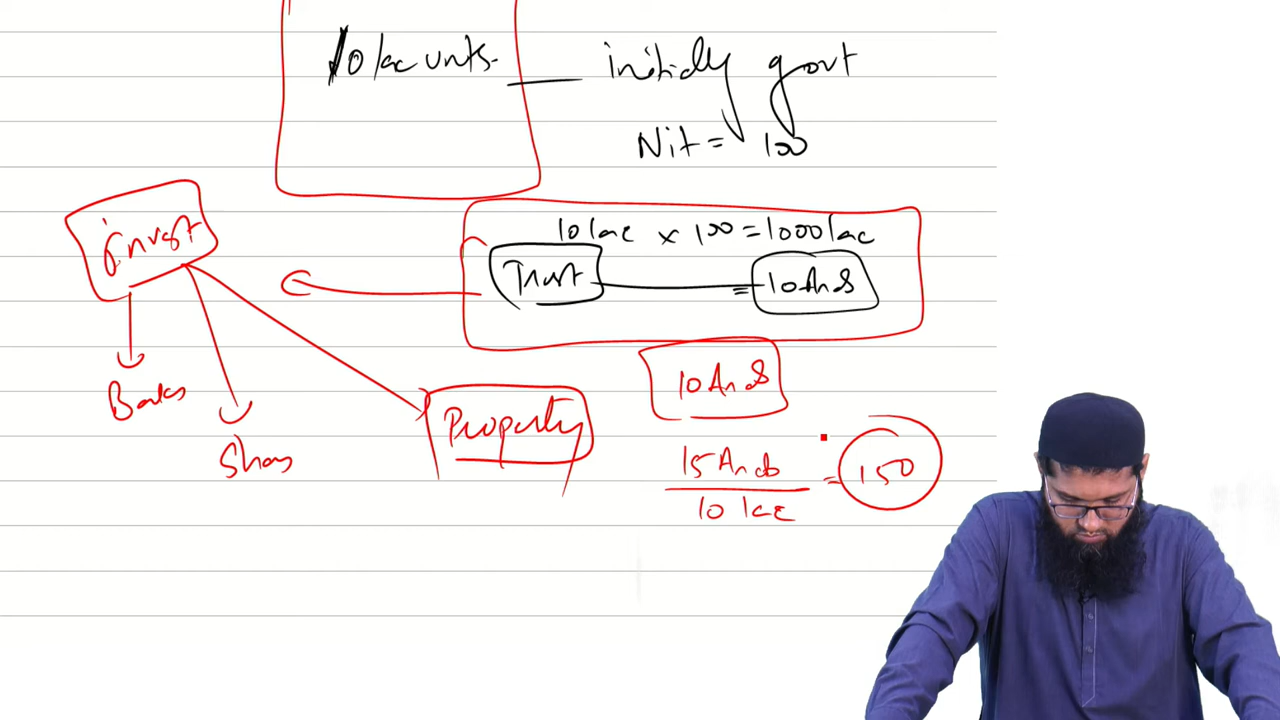 10 lac units. — initially govt
Nit = 100
10 lac x 100 = 1000 lac
Trust = 10 Arab
invest
10 Arab
Banks
Shares
Property
15 Arab / 10 lac = 150